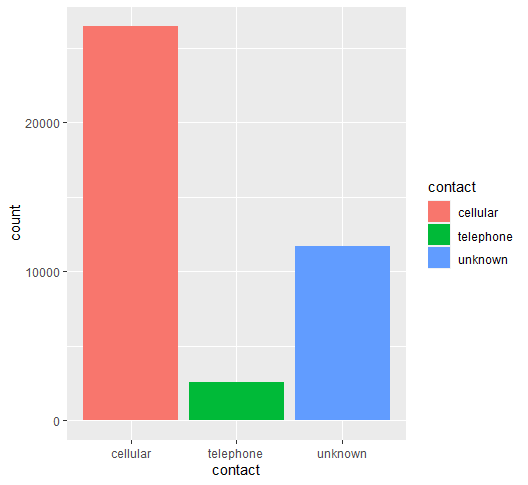 count
20000
10000
0
cellular
telephone
unknown
contact
contact
cellular
telephone
unknown